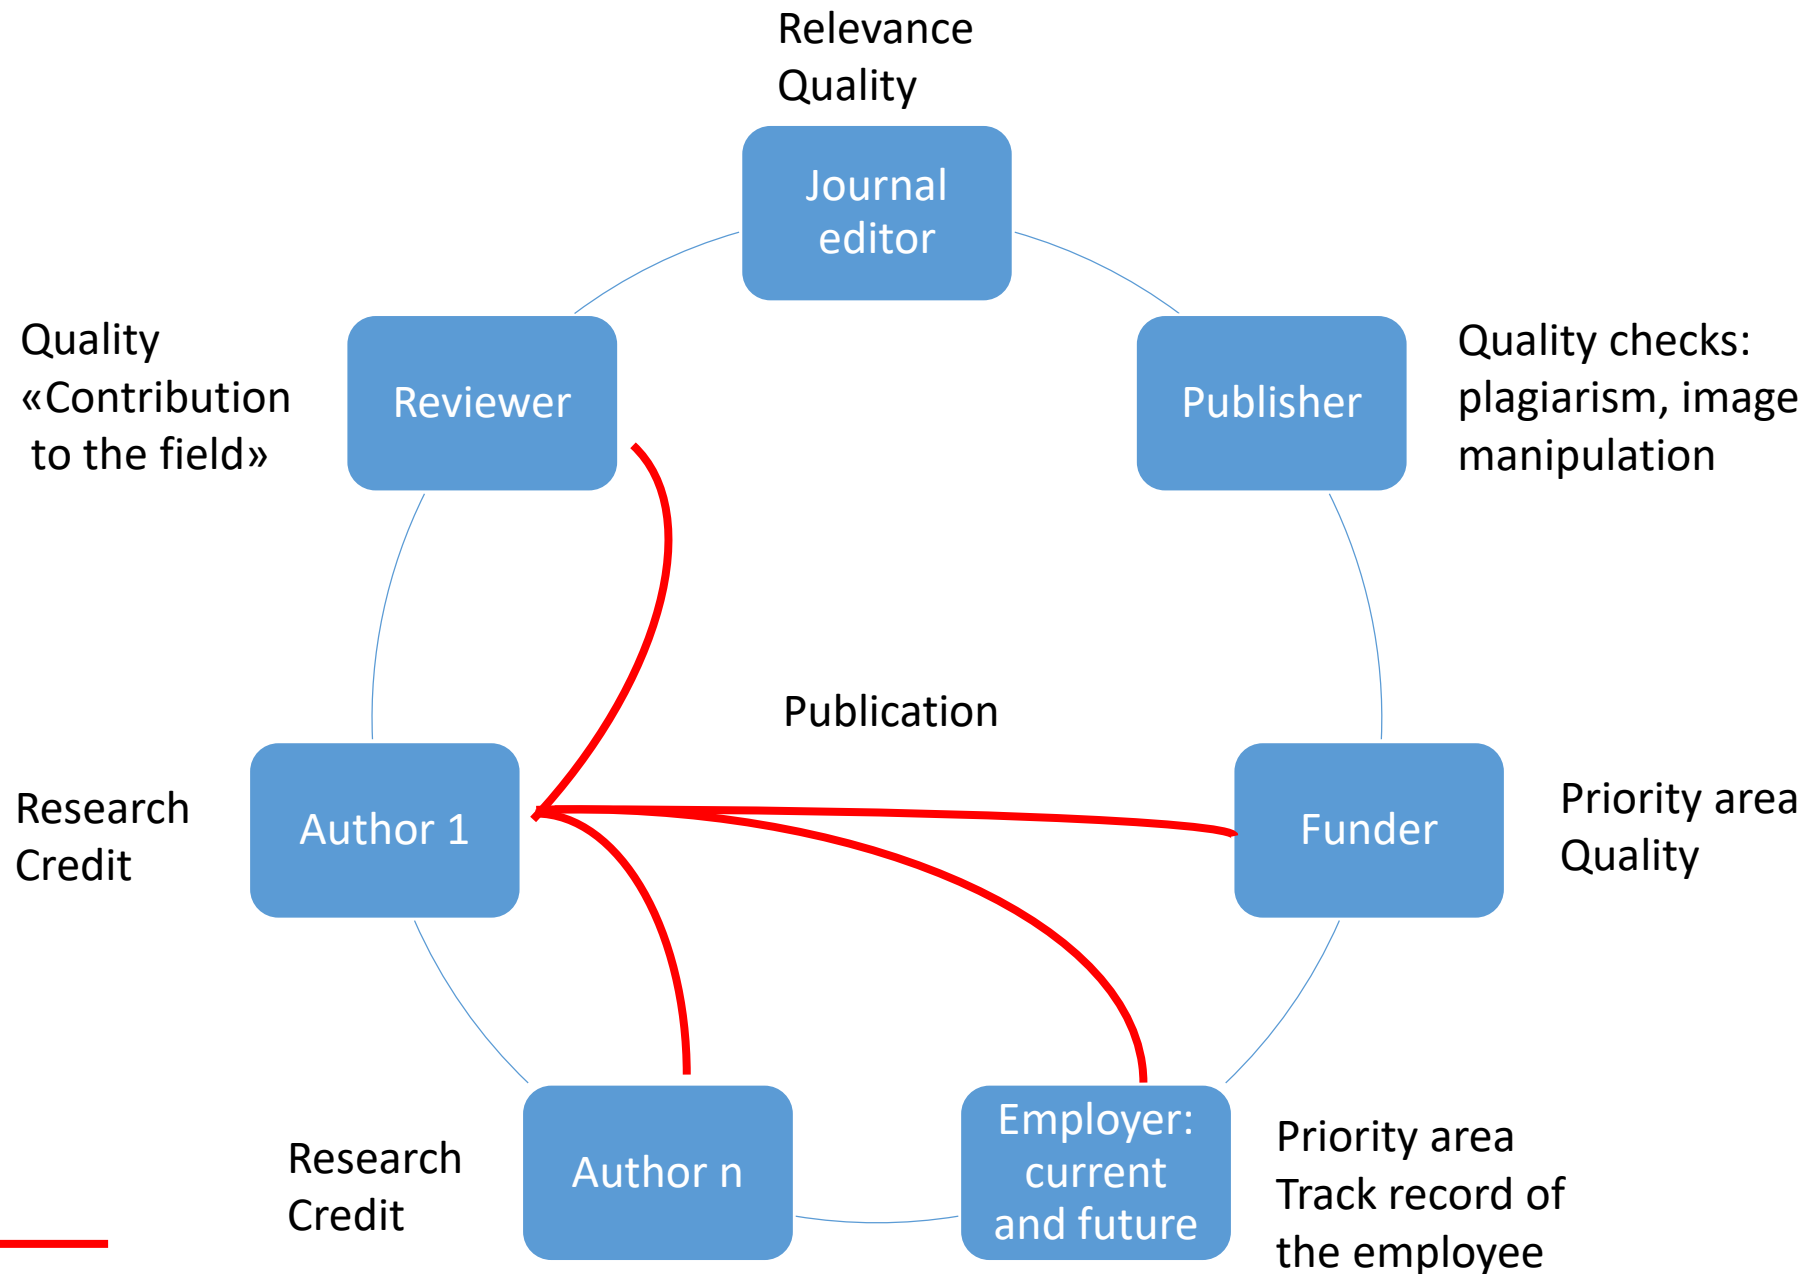 Relevance
Quality
Journal
editor
Quality
«Contribution
to the field»
Reviewer
Publisher
Quality checks:
plagiarism, image
manipulation
Publication
Research
Credit
Author 1
Funder
Priority area
Quality
Research
Credit
Author n
Employer:
current
and future
Priority area
Track record of
the employee